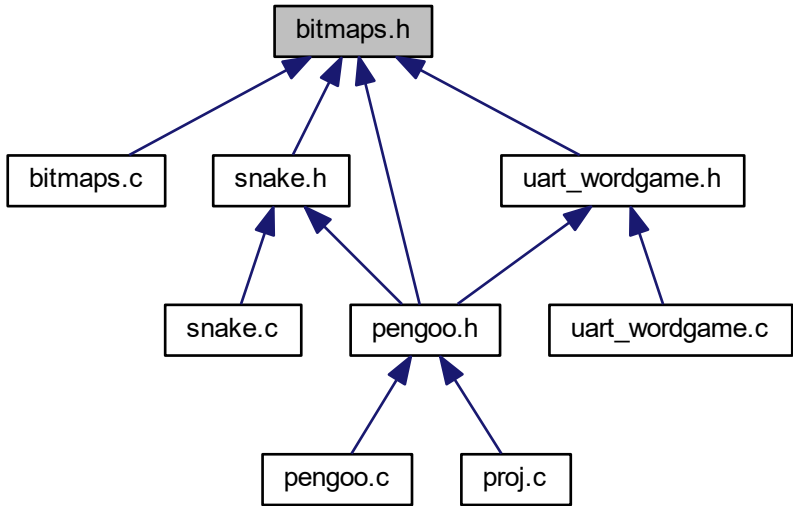 bitmaps.h
bitmaps.c
snake.h
uart_wordgame.h
snake.c
pengoo.h
uart_wordgame.c
pengoo.c
proj.c